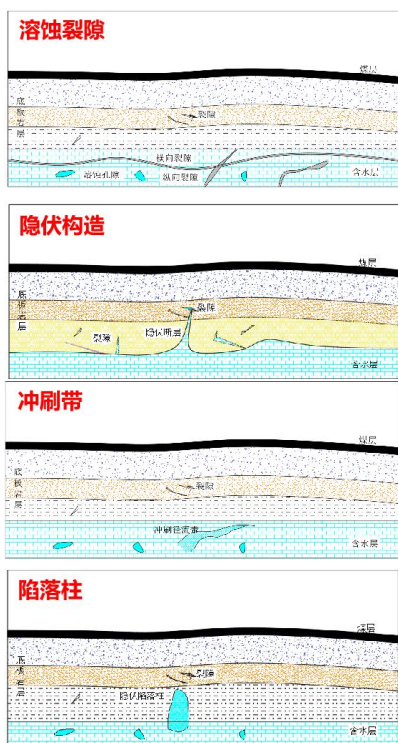 溶蚀裂隙
煤层
底板岩层
裂隙
横向裂隙
溶蚀孔隙
纵向裂隙
含水层
隐伏构造
煤层
底板岩层
裂隙
裂隙
隐伏断层
含水层
冲刷带
煤层
底板岩层
裂隙
冲刷径流带
含水层
陷落柱
煤层
底板岩层
裂隙
隐伏陷落柱
含水层